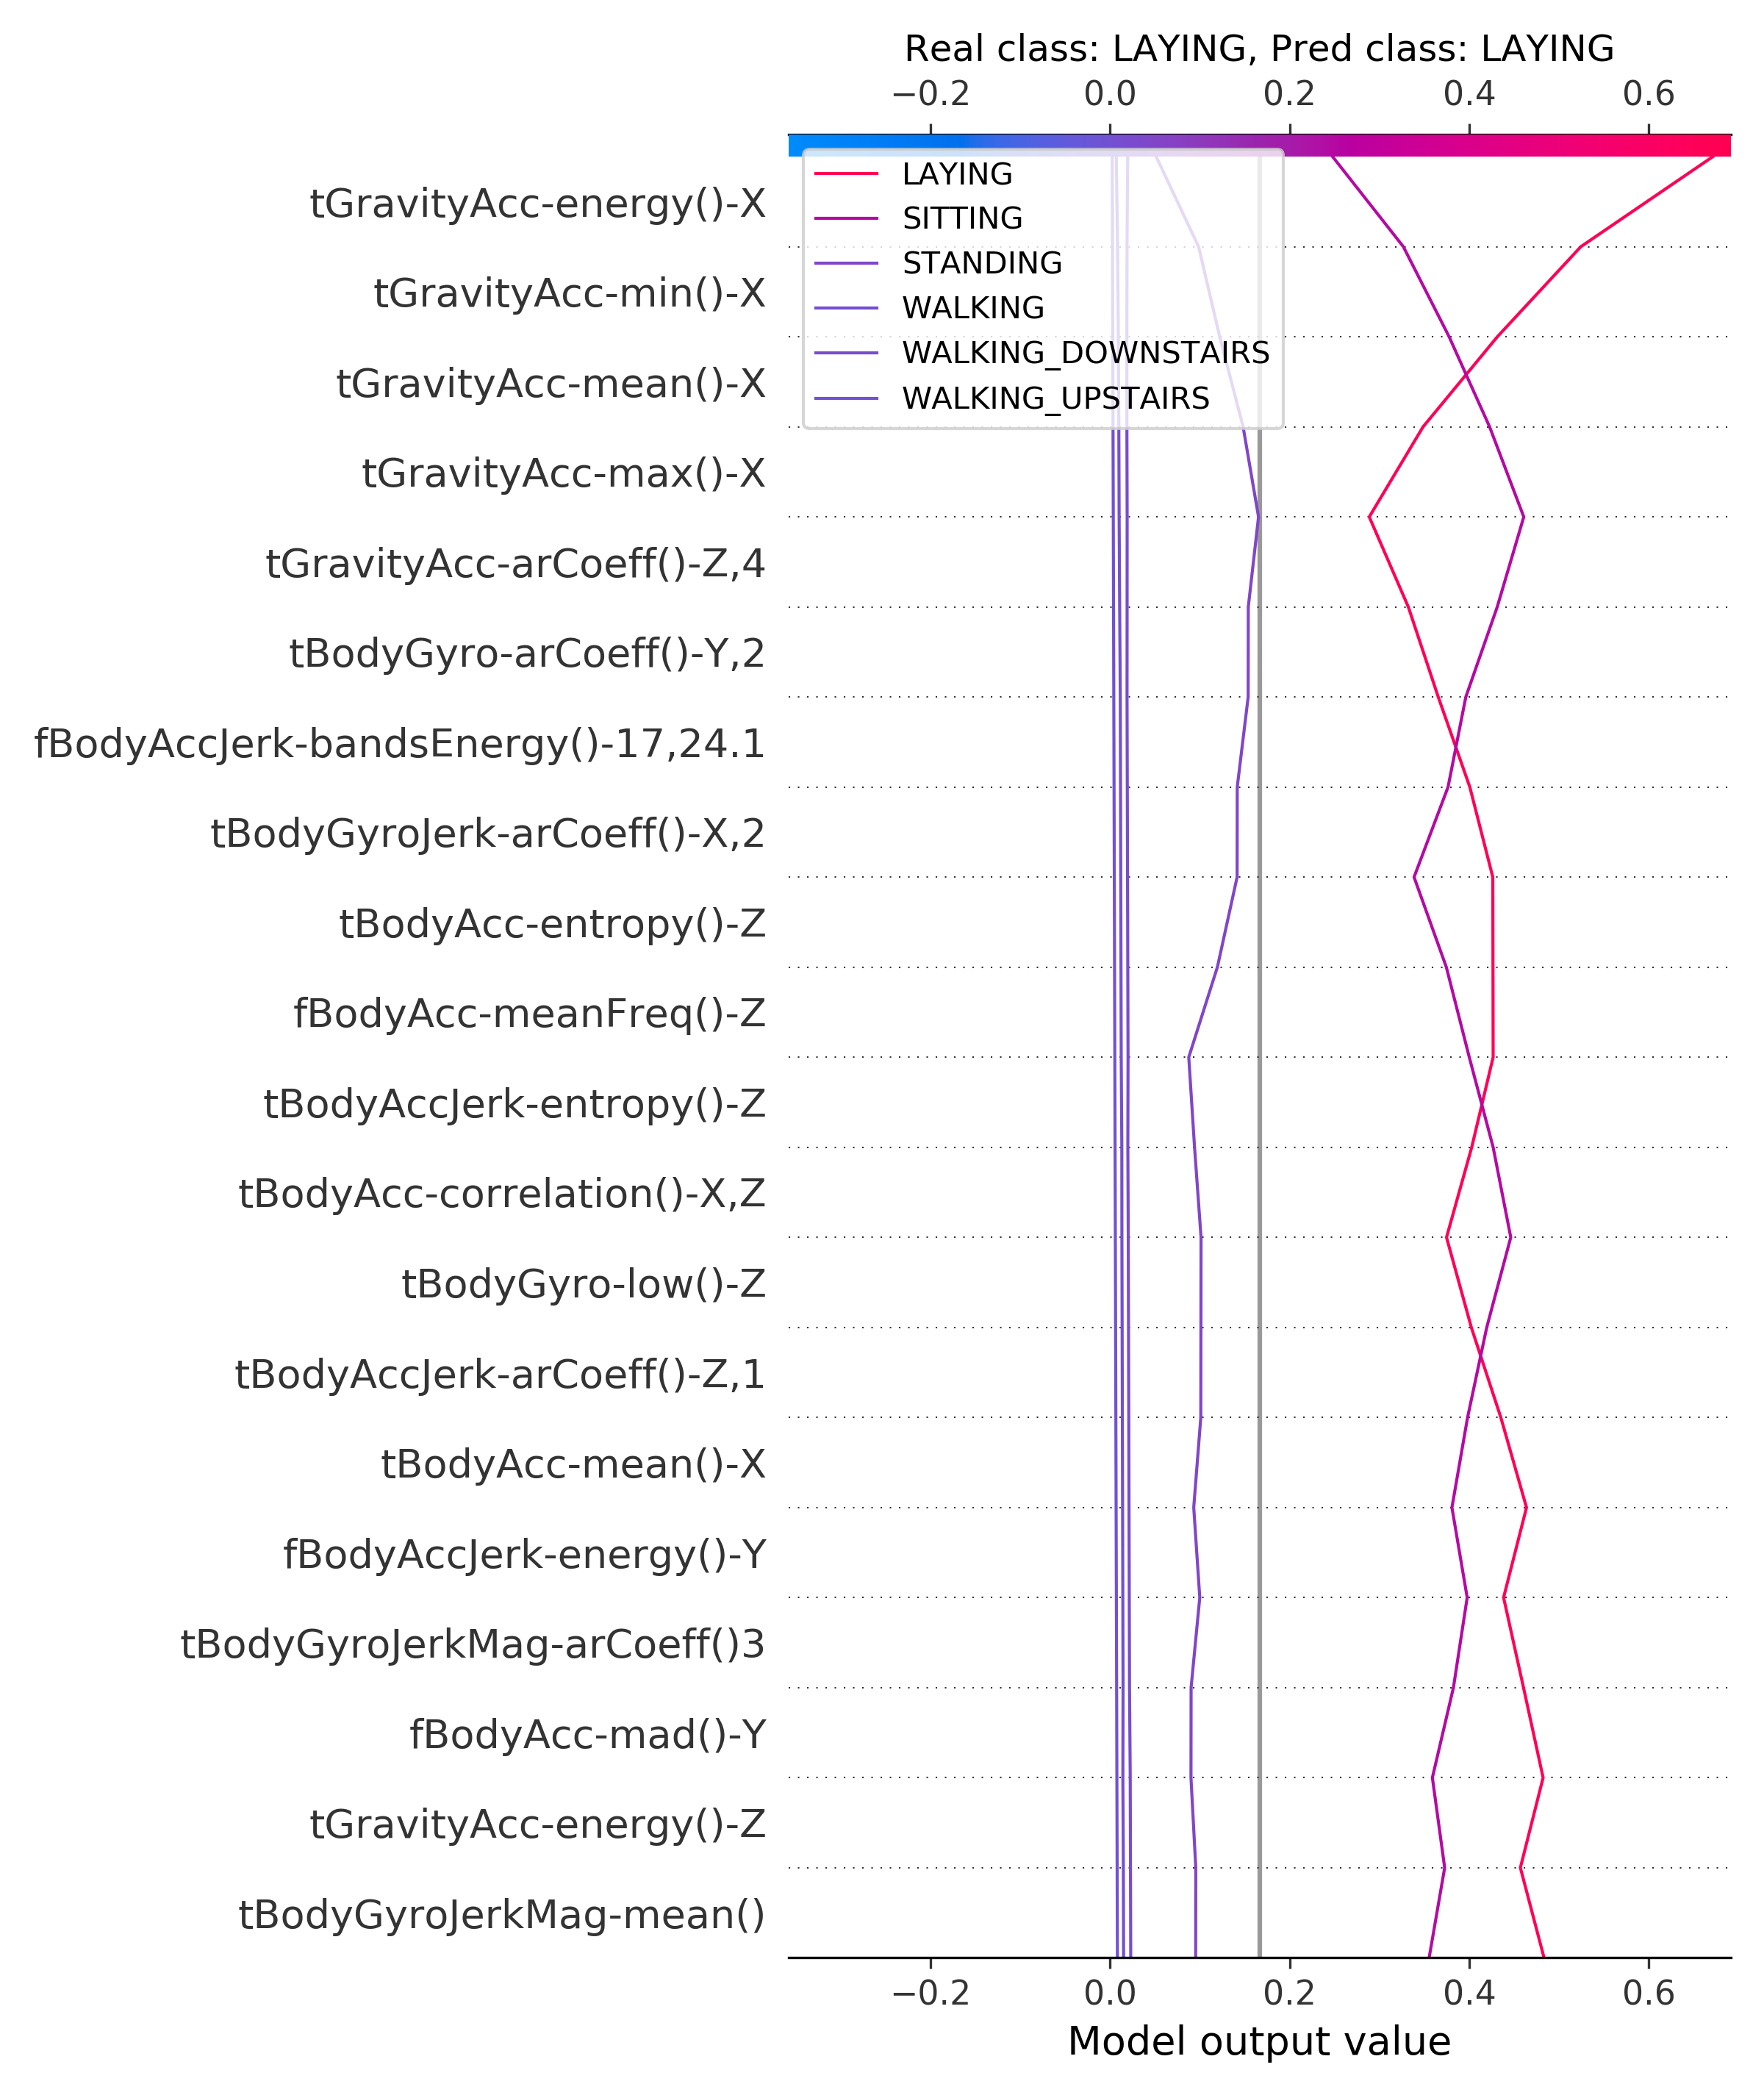 Real class: LAYING, Pred class: LAYING
−0.2 0.0 0.2 0.4 0.6
LAYING
SITTING
STANDING
WALKING
WALKING_DOWNSTAIRS
WALKING_UPSTAIRS
tGravityAcc-energy()-X
tGravityAcc-min()-X
tGravityAcc-mean()-X
tGravityAcc-max()-X
tGravityAcc-arCoeff()-Z,4
tBodyGyro-arCoeff()-Y,2
fBodyAccJerk-bandsEnergy()-17,24.1
tBodyGyroJerk-arCoeff()-X,2
tBodyAcc-entropy()-Z
fBodyAcc-meanFreq()-Z
tBodyAccJerk-entropy()-Z
tBodyAcc-correlation()-X,Z
tBodyGyro-low()-Z
tBodyAccJerk-arCoeff()-Z,1
tBodyAcc-mean()-X
fBodyAccJerk-energy()-Y
tBodyGyroJerkMag-arCoeff()3
fBodyAcc-mad()-Y
tGravityAcc-energy()-Z
tBodyGyroJerkMag-mean()
−0.2 0.0 0.2 0.4 0.6
Model output value